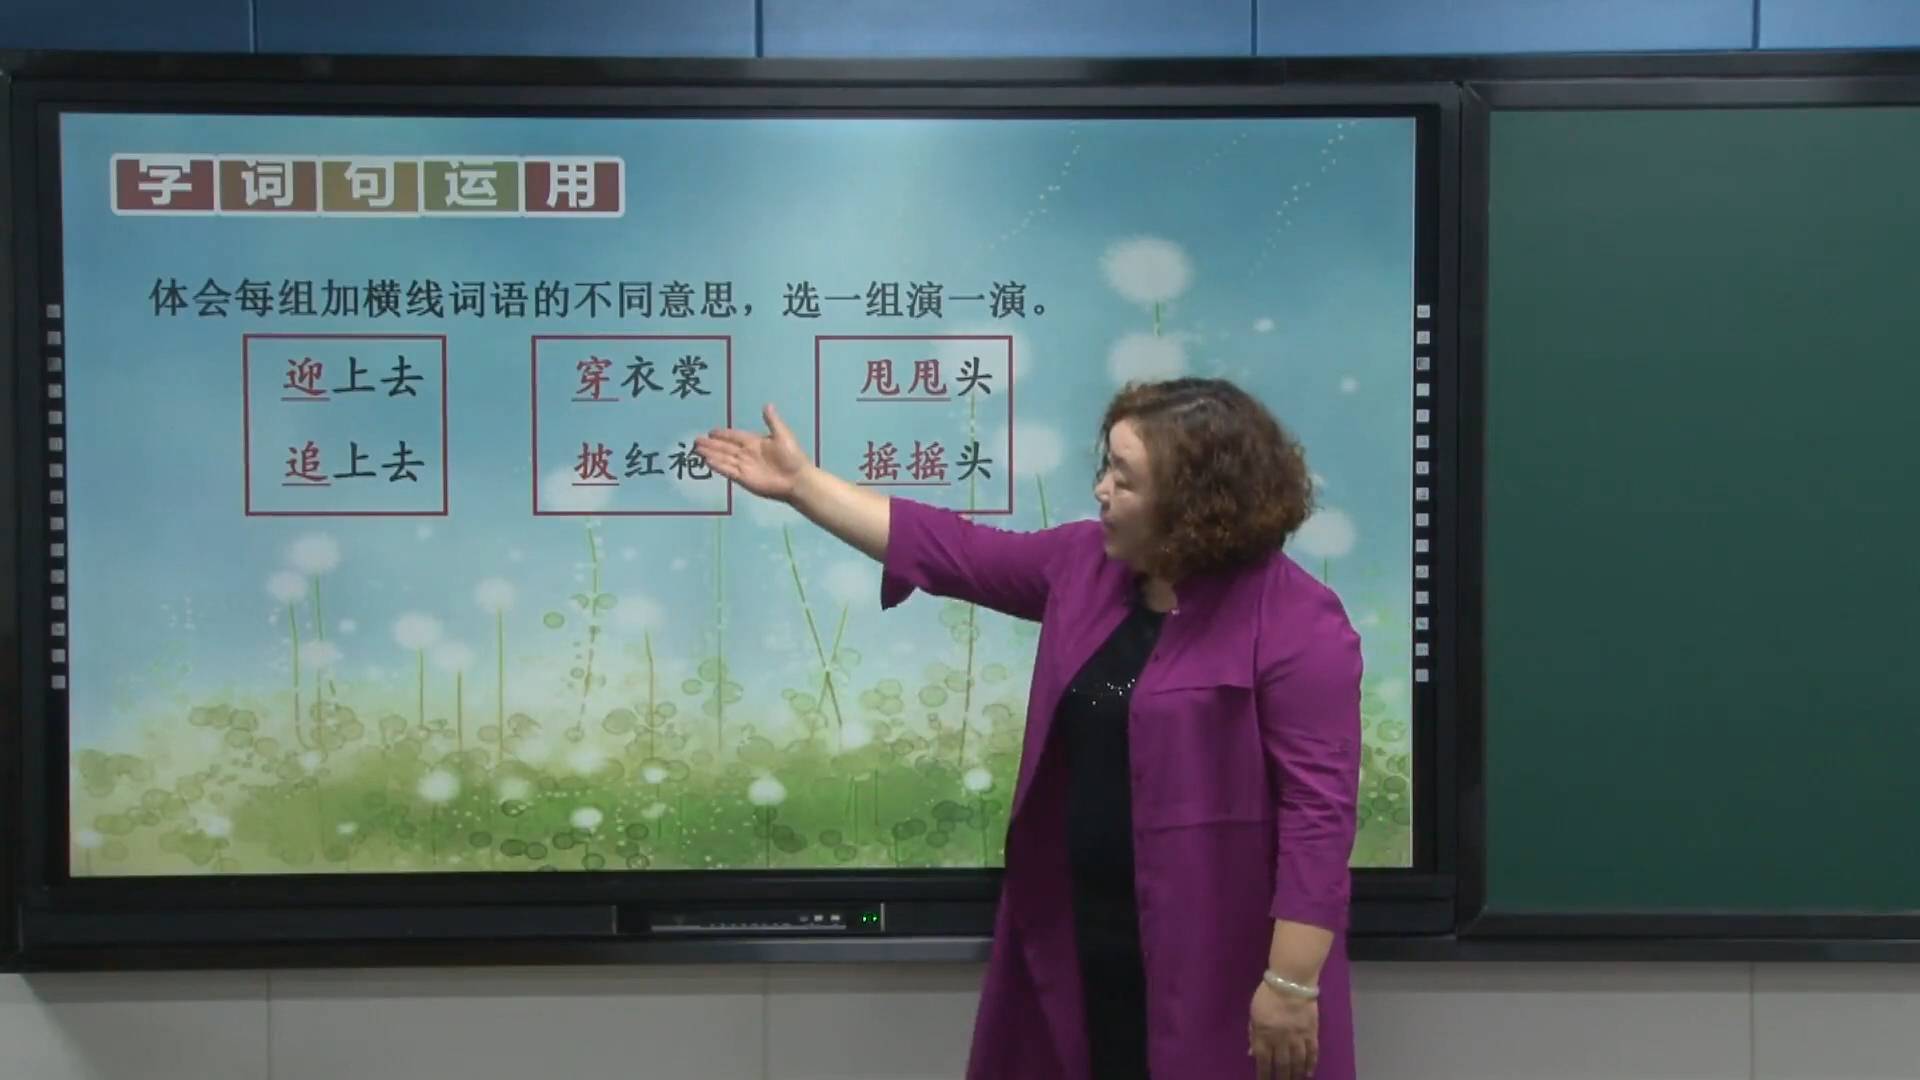 字词句运用
体会每组加横线词语的不同意思，选一组演一演。
迎上去 穿衣裳 甩甩头
追上去 披红袍 摇摇头